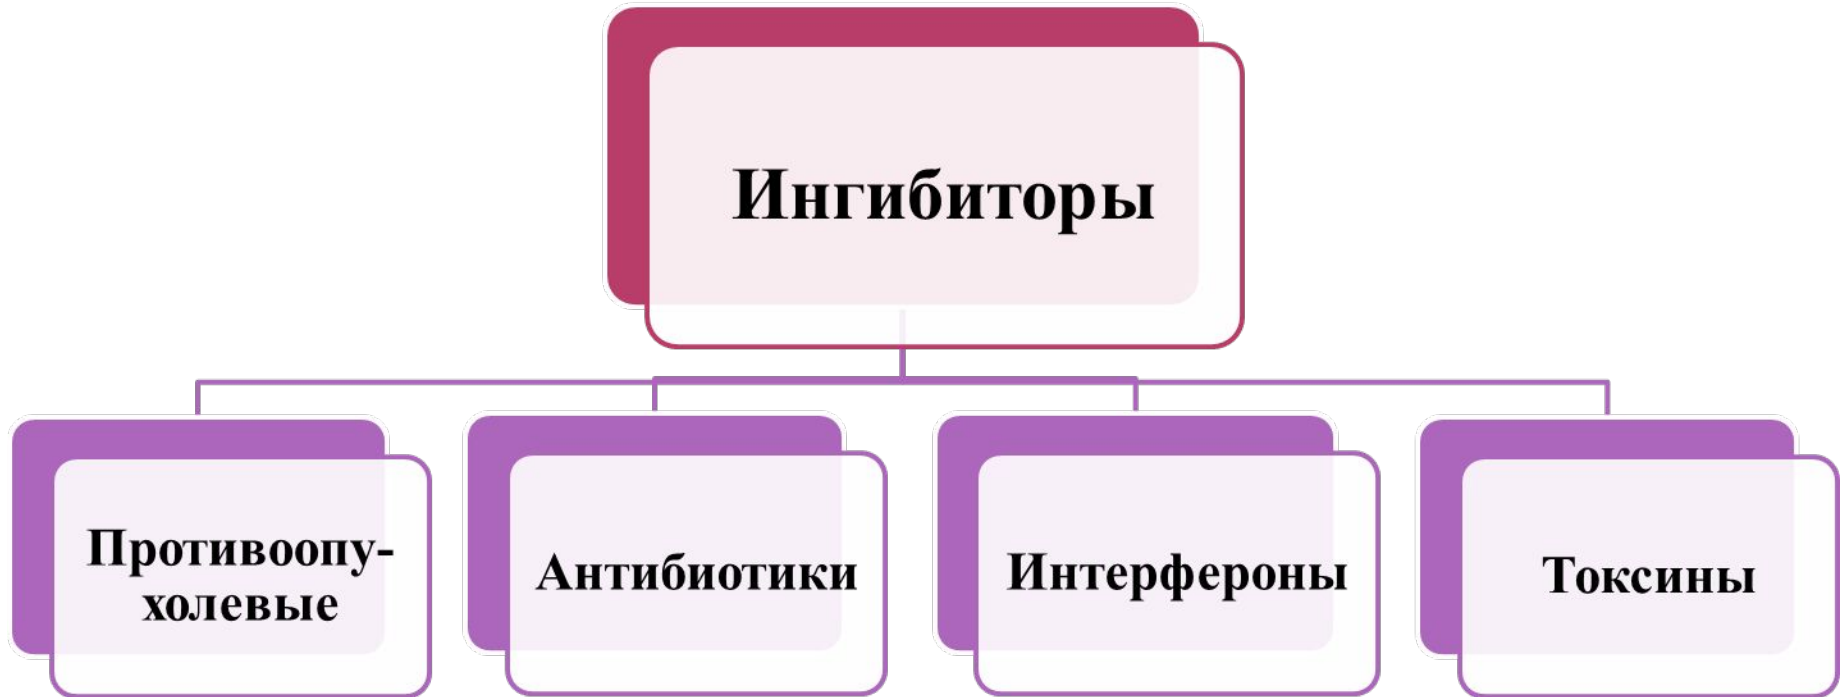 Ингибиторы
Противоопу-
холевые
Антибиотики
Интерфероны
Токсины